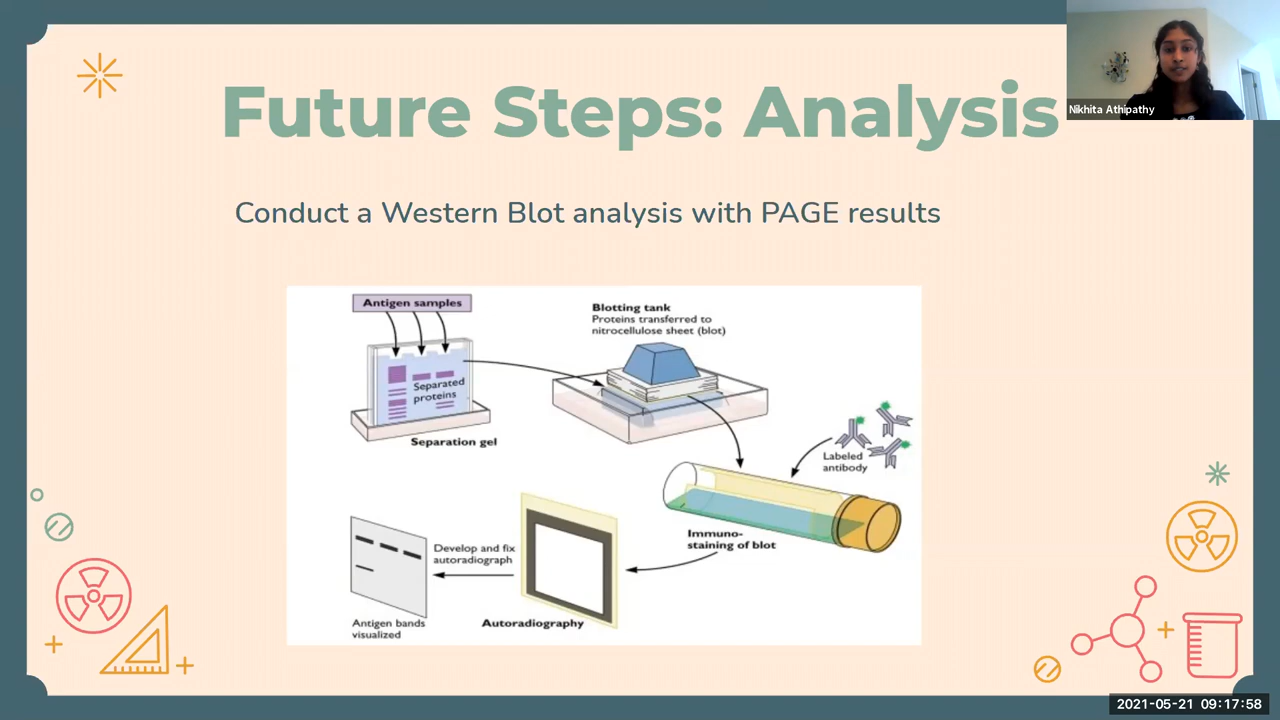 Future Steps: Analysis
Nikhita Athipathy
Conduct a Western Blot analysis with PAGE results
Antigen samples
Separated
proteins
Separation gel
Blotting tank
Proteins transferred to
nitrocellulose sheet (blot)
Labeled
antibody
Immuno-
staining of blot
Autoradiography
Develop and fix
autoradiograph
Antigen bands
visualized
2021-05-21 09:17:58